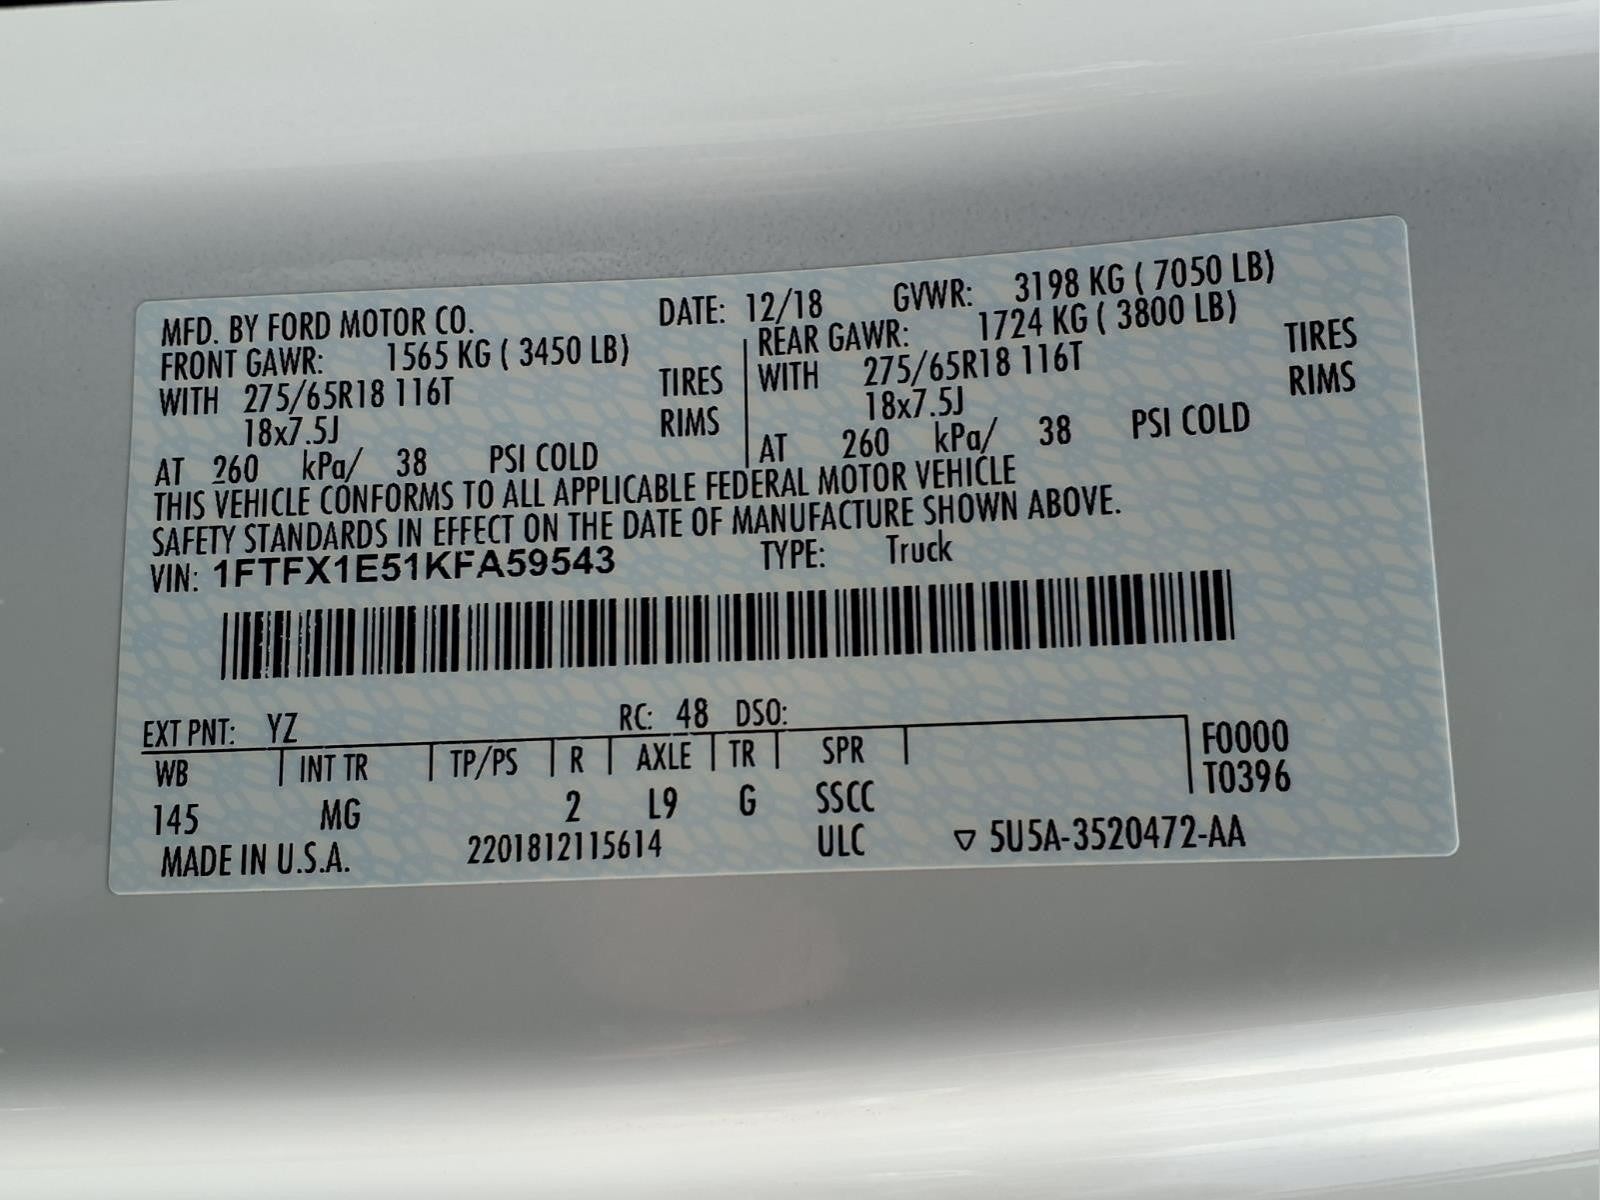 MFD. BY FORD MOTOR CO. DATE: 12/18 GVWR: 3198 KG ( 7050 LB)
FRONT GAWR: 1565 KG ( 3450 LB) REAR GAWR: 1724 KG ( 3800 LB)
WITH 275/65R18 116T TIRES WITH 275/65R18 116T TIRES
18x7.5J RIMS 18x7.5J RIMS
AT 260 kPa/ 38 PSI COLD AT 260 kPa/ 38 PSI COLD
THIS VEHICLE CONFORMS TO ALL APPLICABLE FEDERAL MOTOR VEHICLE
SAFETY STANDARDS IN EFFECT ON THE DATE OF MANUFACTURE SHOWN ABOVE.
VIN: 1FTFX1E51KFA59543 TYPE: Truck
EXT PNT: YZ RC: 48 DSO:
WB INT TR TP/PS R AXLE TR SPR F0000
145 MG 2 L9 G SSCC T0396
MADE IN U.S.A. 2201812115614 ULC ▽ 5U5A-3520472-AA